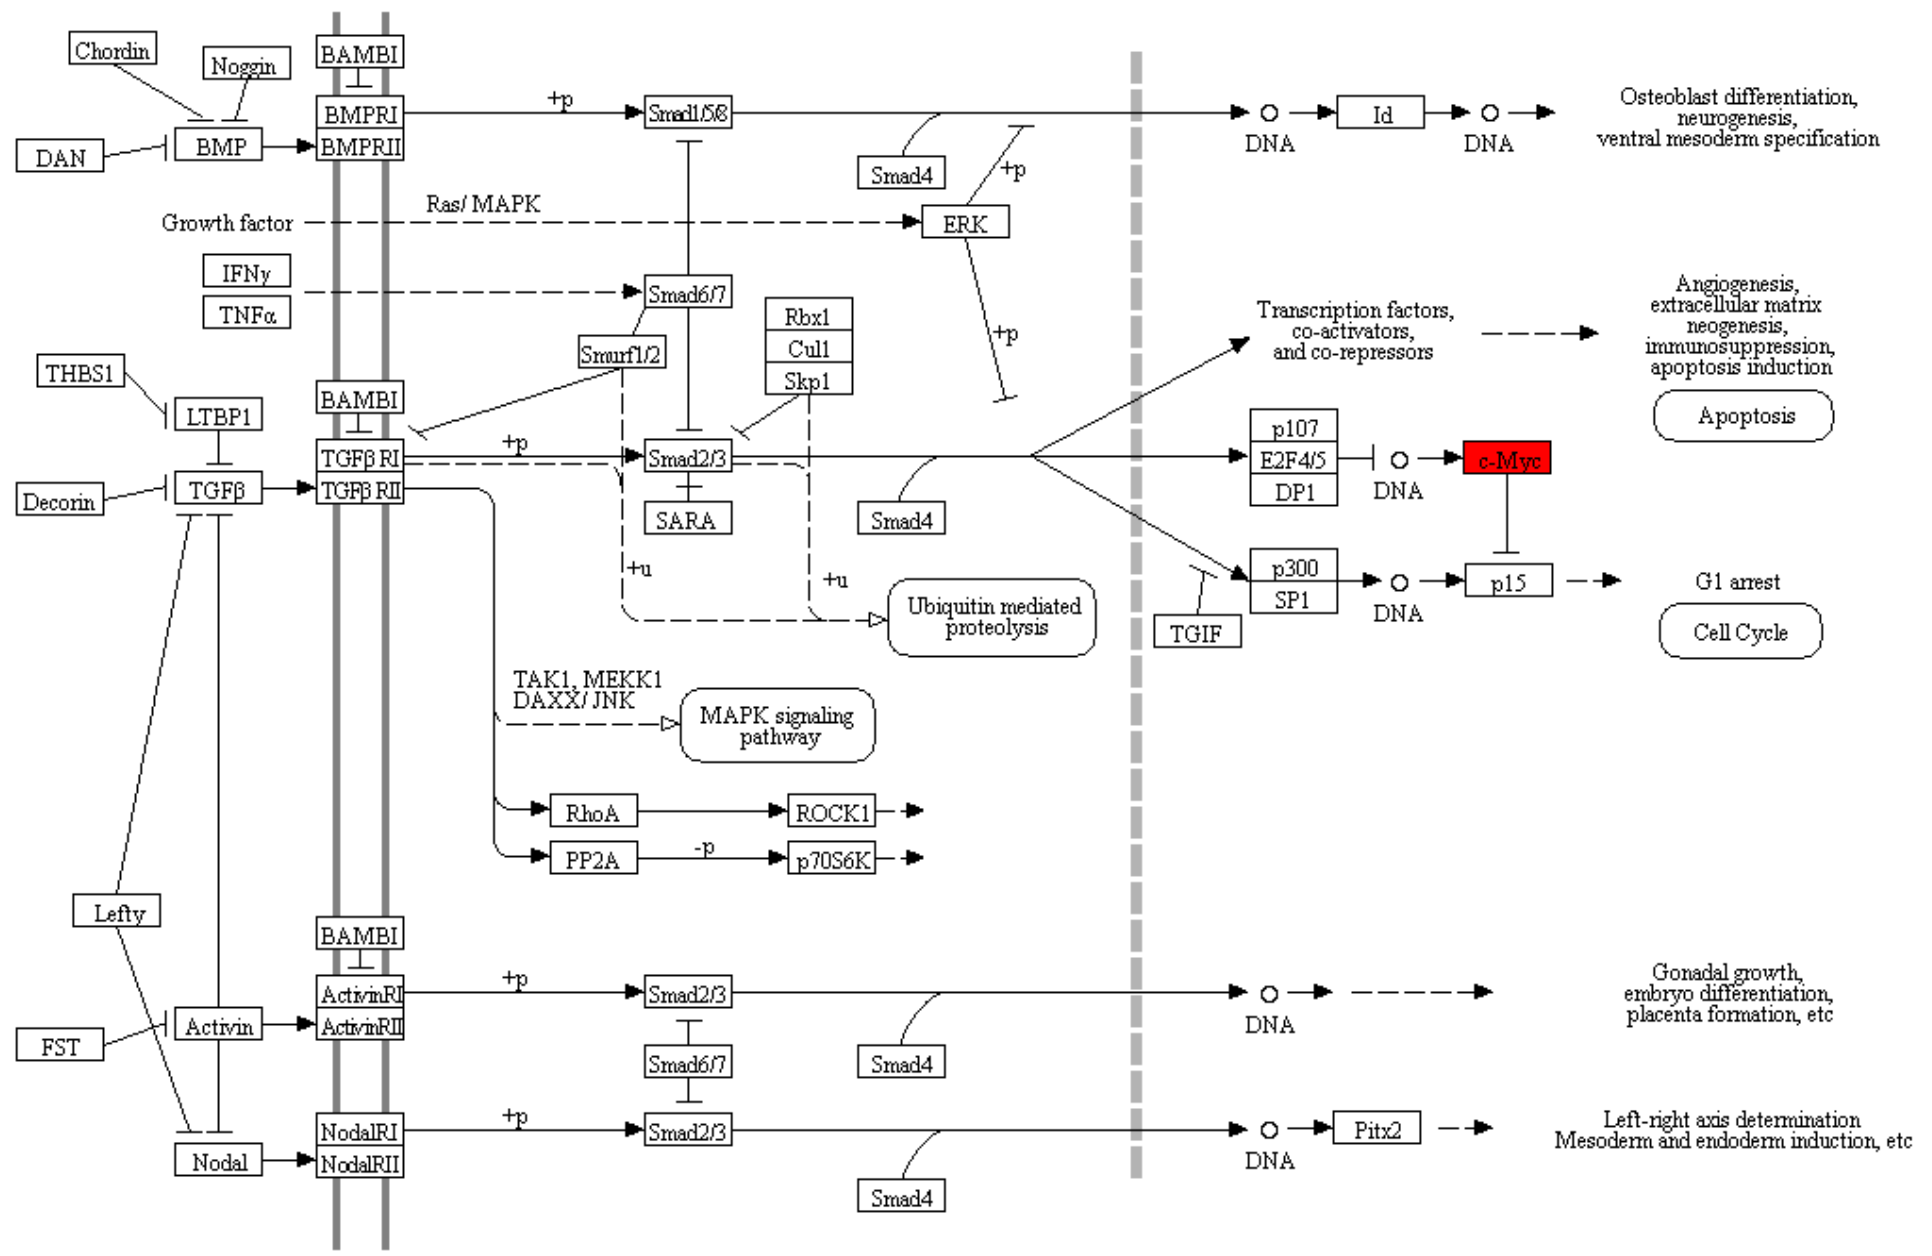 Chordin
Noggin
BAMBI
BMPRI
BMPRII
BMP
DAN
+p
Smad1/5/8
Smad4
DNA
Id
DNA
Osteoblast differentiation,
neurogenesis,
ventral mesoderm specification
Growth factor
Ras/ MAPK
ERK
+p
+p
IFNγ
TNFα
Smad6/7
Smurf1/2
Rbx1
Cul1
Skp1
Transcription factors,
co-activators,
and co-repressors
Angiogenesis,
extracellular matrix
neogenesis,
immunosuppression,
apoptosis induction
Apoptosis
THBS1
LTBP1
BAMBI
TGFβ RI
TGFβ RII
TGFβ
Decorin
+p
Smad2/3
SARA
Smad4
p107
E2F4/5
DP1
DNA
c-Myc
+u
+u
Ubiquitin mediated
proteolysis
TGIF
p300
SP1
DNA
p15
G1 arrest
Cell Cycle
TAK1, MEKK1
DAXX/ JNK
MAPK signaling
pathway
RhoA
ROCK1
PP2A
-p
p70S6K
Lefty
BAMBI
ActivinRI
ActivinRII
Activin
FST
+p
Smad2/3
Smad6/7
Smad4
DNA
Gonadal growth,
embryo differentiation,
placenta formation, etc
NodalRI
NodalRII
Nodal
+p
Smad2/3
Smad4
DNA
Pitx2
Left-right axis determination
Mesoderm and endoderm induction, etc